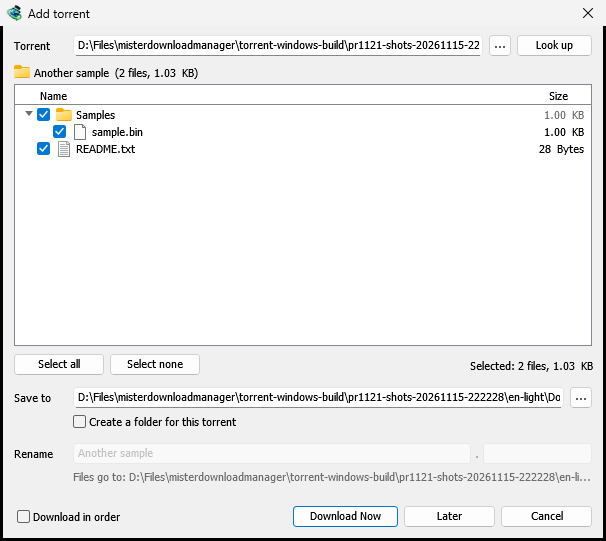 Add torrent
Torrent D:\Files\misterdownloadmanager\torrent-windows-build\pr1121-shots-20261115-22 ... Look up
Another sample (2 files, 1.03 KB)
Name Size
Samples 1.00 KB
sample.bin 1.00 KB
README.txt 28 Bytes
Select all Select none Selected: 2 files, 1.03 KB
Save to D:\Files\misterdownloadmanager\torrent-windows-build\pr1121-shots-20261115-222228\en-light\Do ...
Create a folder for this torrent
Rename Another sample .
Files go to: D:\Files\misterdownloadmanager\torrent-windows-build\pr1121-shots-20261115-222228\en-li...
Download in order Download Now Later Cancel